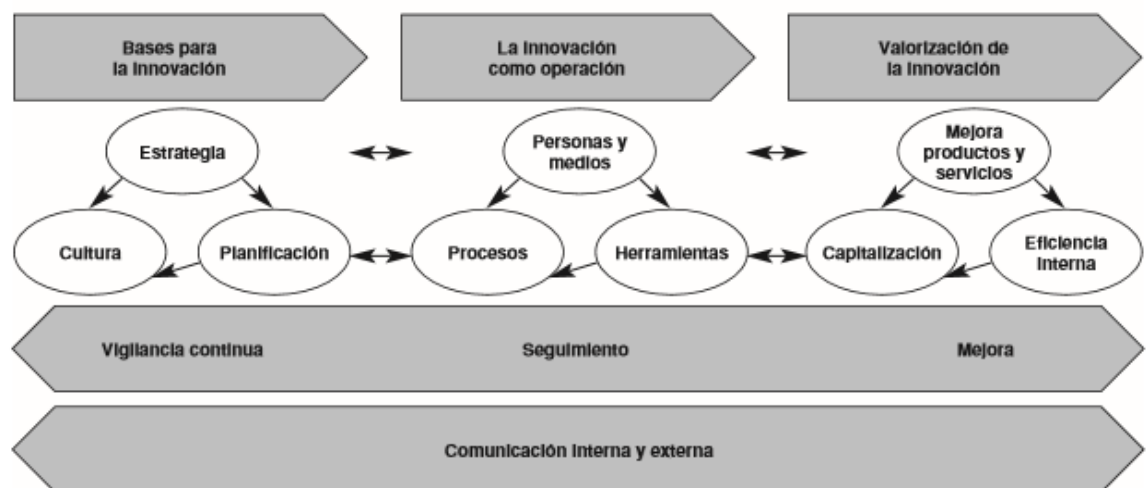 Bases para
la innovación
La innovación
como operación
Valorización de
la innovación
Estrategia
Personas y
medios
Mejora
productos y
servicios
Cultura
Planificación
Procesos
Herramientas
Capitalización
Eficiencia
interna
Vigilancia continua
Seguimiento
Mejora
Comunicación interna y externa